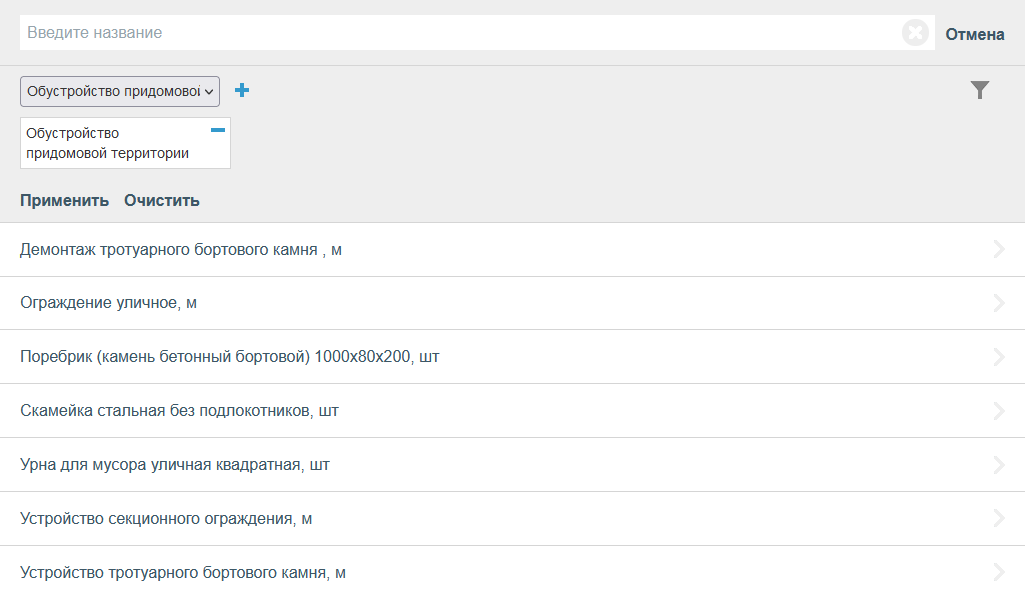 Введите название
Отмена
Обустройство придомовой
Обустройство
придомовой территории
Применить Очистить
Демонтаж тротуарного бортового камня , м
Ограждение уличное, м
Поребрик (камень бетонный бортовой) 1000х80х200, шт
Скамейка стальная без подлокотников, шт
Урна для мусора уличная квадратная, шт
Устройство секционного ограждения, м
Устройство тротуарного бортового камня, м